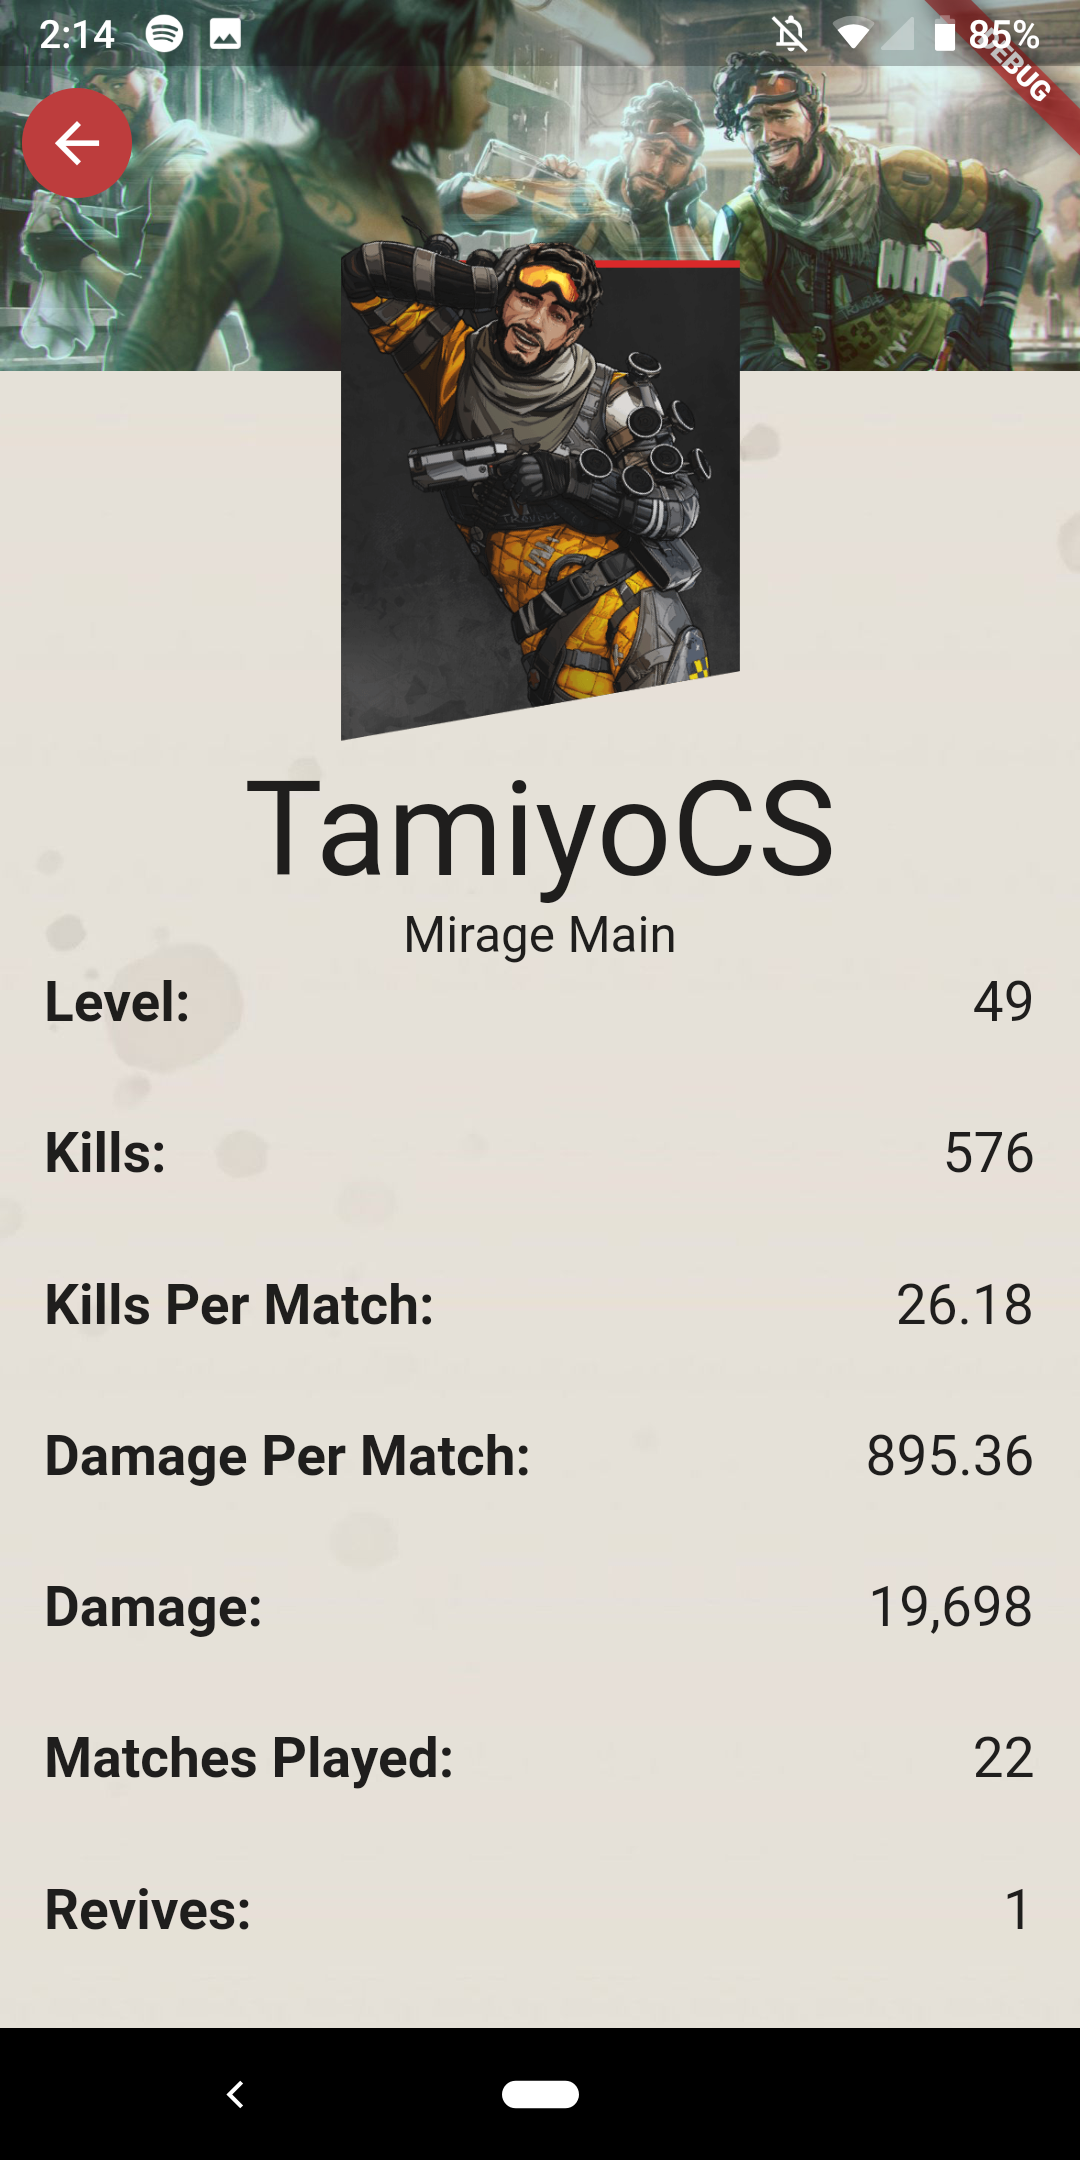 2:14
85%
DEBUG
TamiyoCS
Mirage Main
Level: 49
Kills: 576
Kills Per Match: 26.18
Damage Per Match: 895.36
Damage: 19,698
Matches Played: 22
Revives: 1